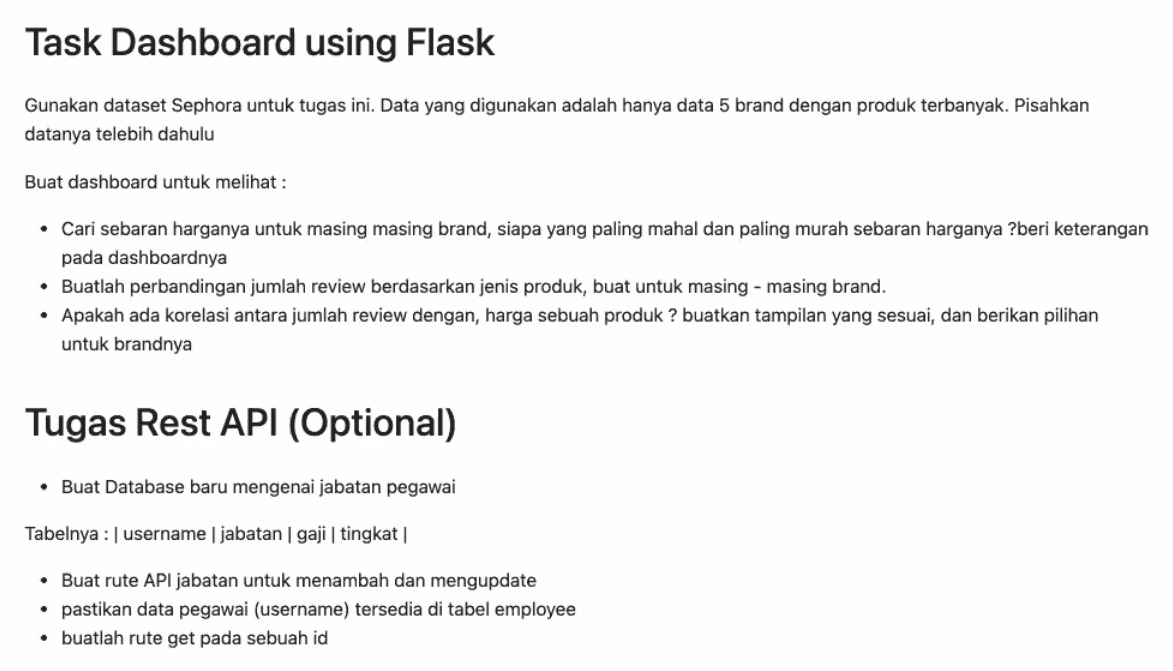 Task Dashboard using Flask
Gunakan dataset Sephora untuk tugas ini. Data yang digunakan adalah hanya data 5 brand dengan produk terbanyak. Pisahkan
datanya telebih dahulu
Buat dashboard untuk melihat :
• Cari sebaran harganya untuk masing masing brand, siapa yang paling mahal dan paling murah sebaran harganya ?beri keterangan
pada dashboardnya
• Buatlah perbandingan jumlah review berdasarkan jenis produk, buat untuk masing - masing brand.
• Apakah ada korelasi antara jumlah review dengan, harga sebuah produk ? buatkan tampilan yang sesuai, dan berikan pilihan
untuk brandnya
Tugas Rest API (Optional)
• Buat Database baru mengenai jabatan pegawai
Tabelnya : | username | jabatan | gaji | tingkat |
• Buat rute API jabatan untuk menambah dan mengupdate
• pastikan data pegawai (username) tersedia di tabel employee
• buatlah rute get pada sebuah id